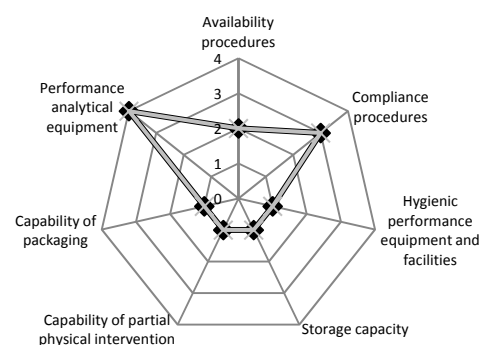 Availability
procedures
4
3
2
1
0
Compliance
procedures
Hygienic
performance
equipment and
facilities
Storage capacity
Capability of partial
physical intervention
Capability of
packaging
Performance
analytical
equipment